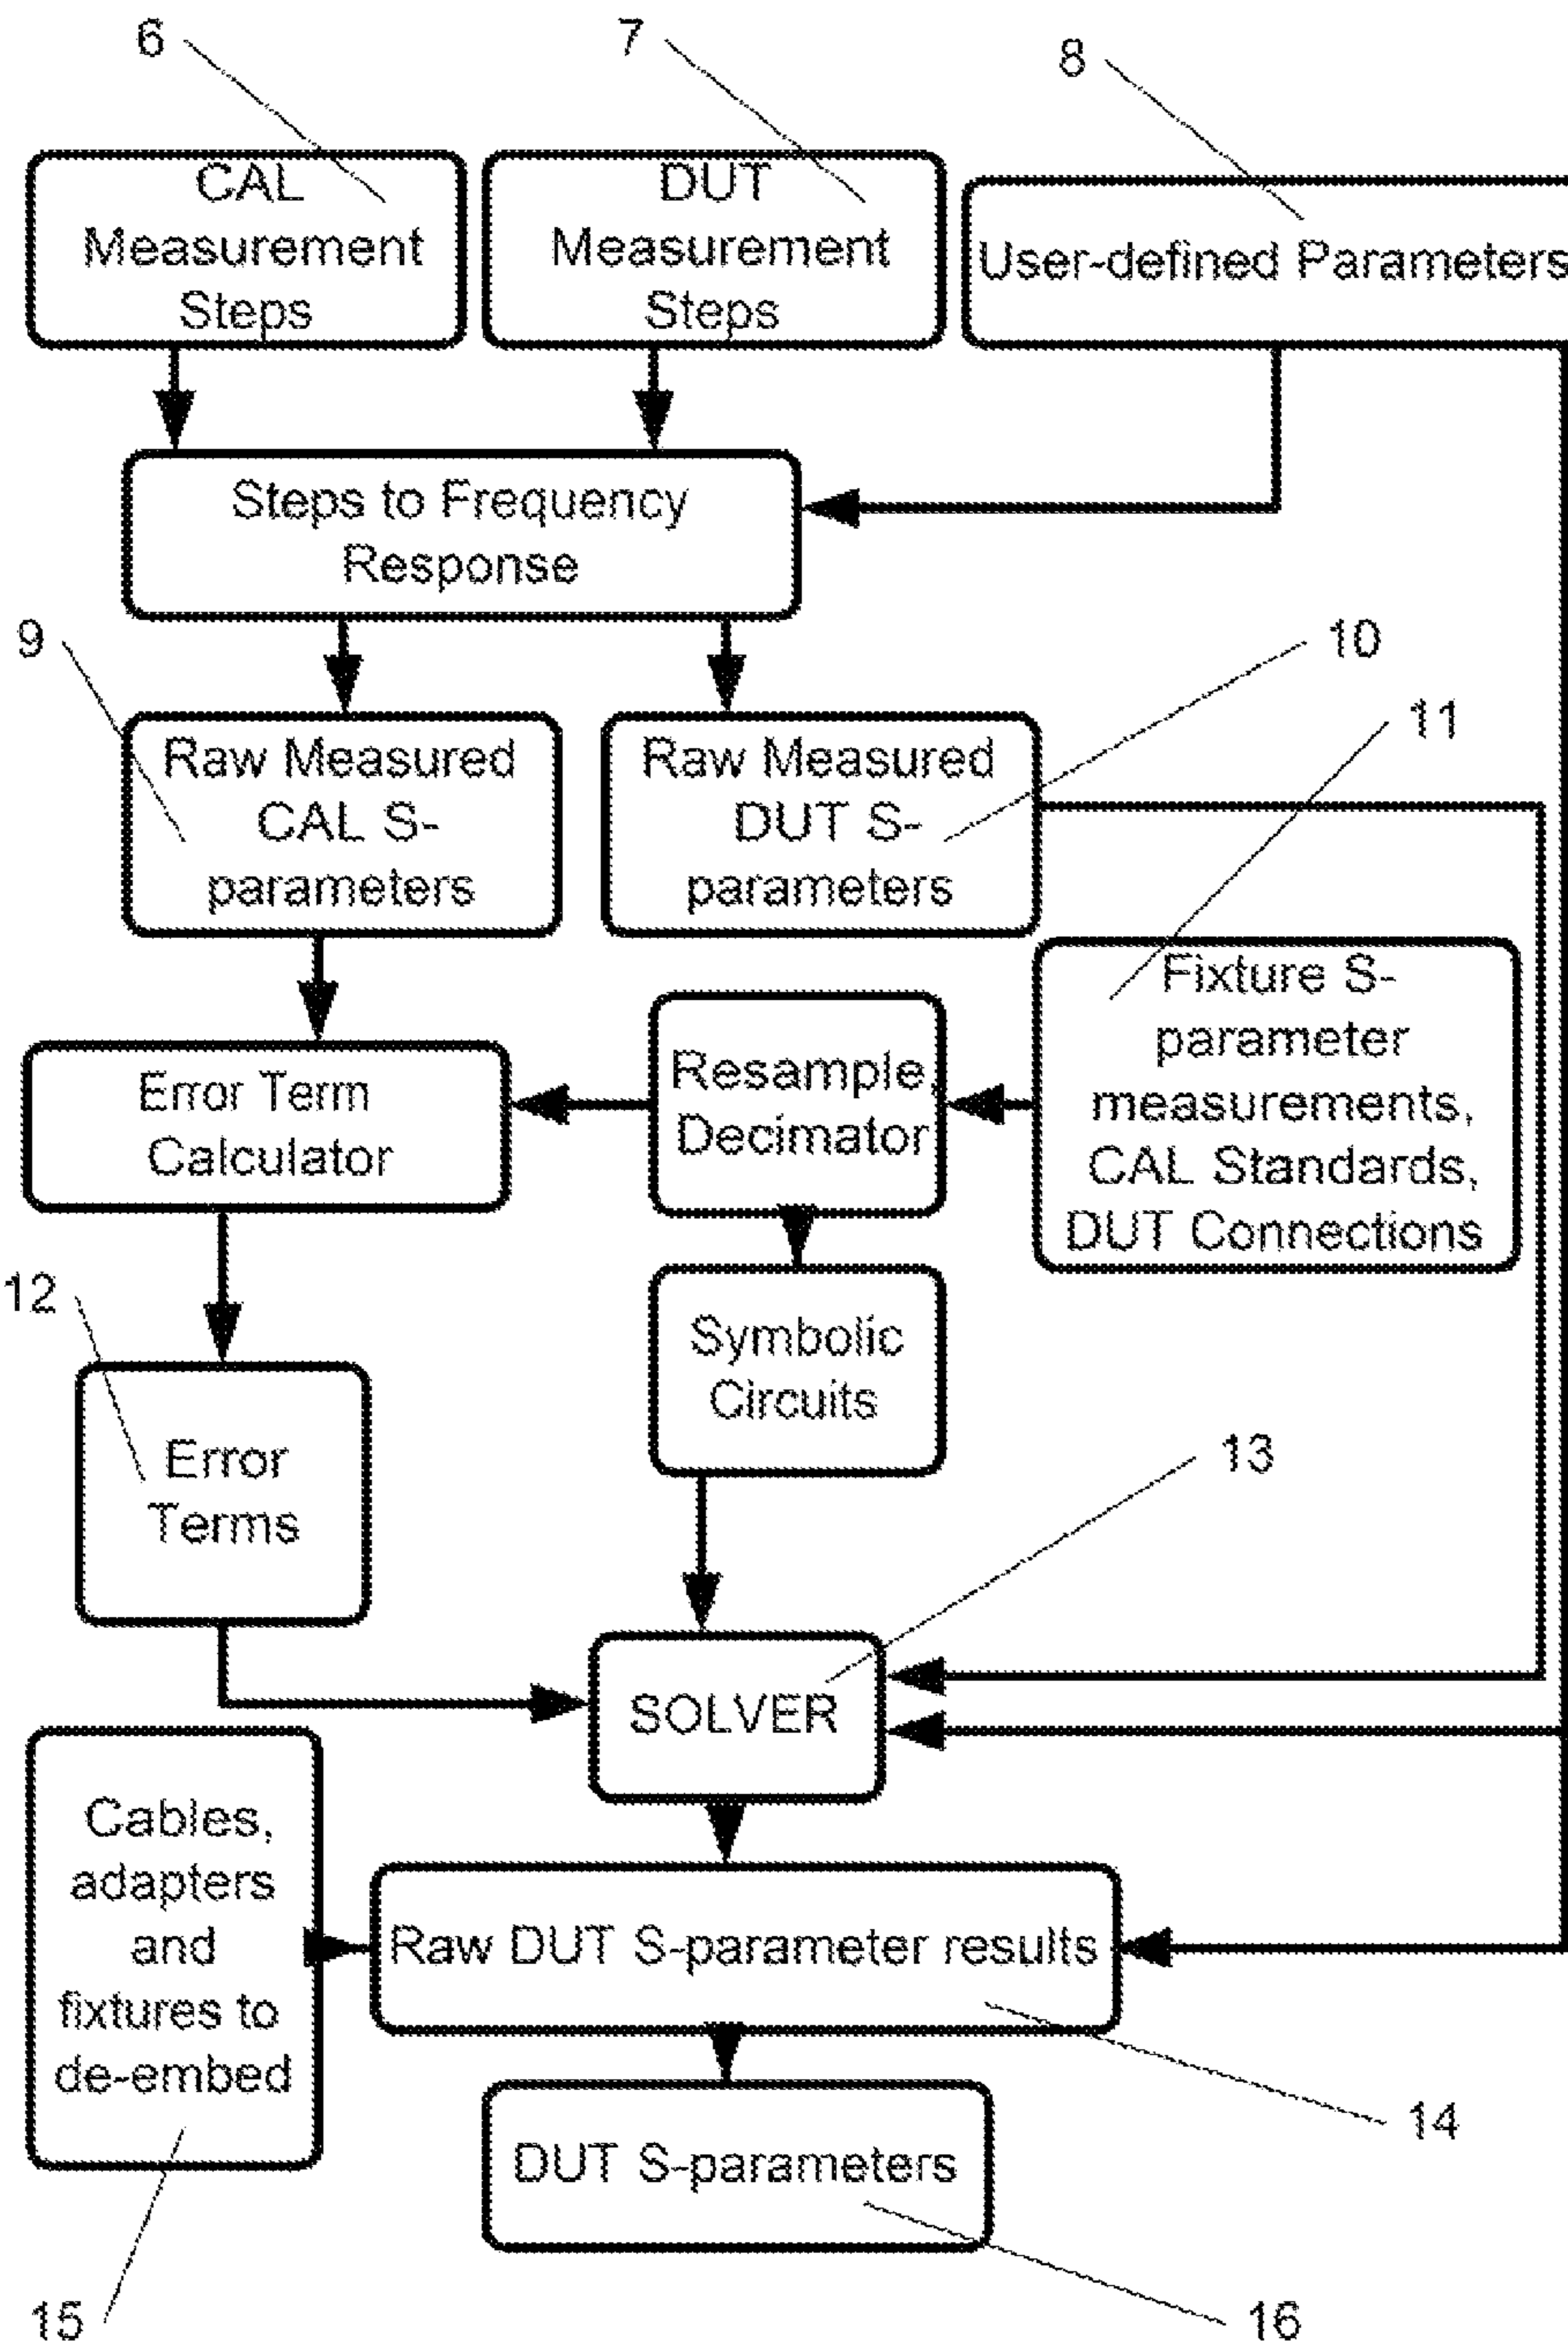 6
7
8
CAL
Measurement
Steps
DUT
Measurement
Steps
User-defined Parameters
Steps to Frequency
Response
9
10
11
Raw Measured
CAL S-
parameters
Raw Measured
DUT S-
parameters
Fixture S-
parameter
measurements,
CAL Standards,
DUT Connections
Resample,
Decimator
Error Term
Calculator
12
Symbolic
Circuits
Error
Terms
13
SOLVER
Cables,
adapters
and
fixtures to
de-embed
Raw DUT S-parameter results
14
DUT S-parameters
15
16